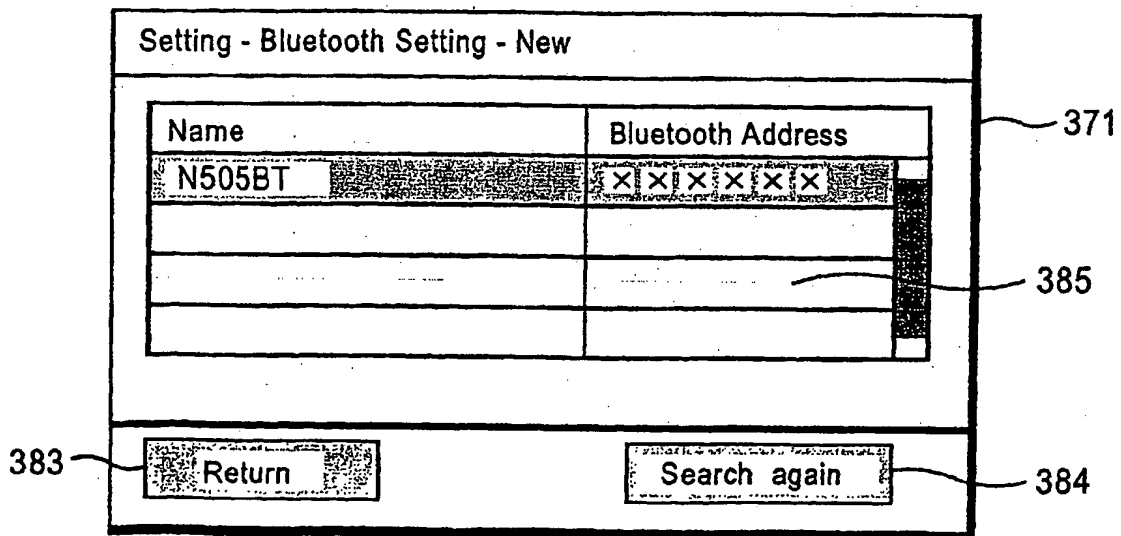 Setting - Bluetooth Setting - New
Name Bluetooth Address
371
N505BT ××××××
385
383 Return Search again 384